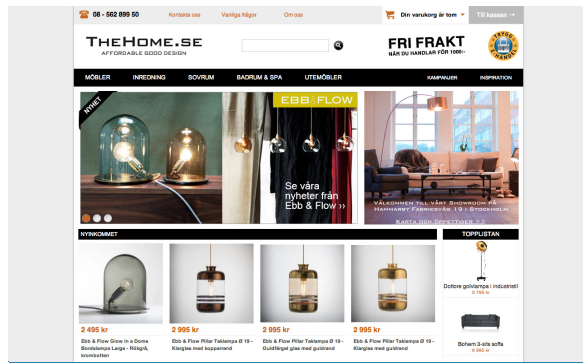 08 - 562 899 50
Kontakta oss
Vanliga frågor
Om oss
Din varukorg är tom
Till kassan →
THEHOME.SE
AFFORDABLE GOOD DESIGN
FRI FRAKT
NÄR DU HANDLAR FÖR 1000:-
TRYGG
E-HANDEL
MÖBLER
INREDNING
SOVRUM
BADRUM & SPA
UTEMÖBLER
KAMPANJER
INSPIRATION
NYHET
EBB & FLOW
Se våra
nyheter från
Ebb & Flow ››
VÄLKOMMEN TILL VÅRT SHOWROOM PÅ
HAMMARBY FABRIKSVÄG 19 I STOCKHOLM
KARTA OCH ÖPPETTIDER >>
NYINKOMMET
TOPPLISTAN
2 495 kr
Ebb & Flow Glow in a Dome
Bordslampa Large - Rökgrå,
krombotten
2 995 kr
Ebb & Flow Pillar Taklampa Ø 19 -
Klarglas med kopparrand
2 995 kr
Ebb & Flow Pillar Taklampa Ø 19 -
Guldfärgat glas med guldrand
2 995 kr
Ebb & Flow Pillar Taklampa Ø 19 -
Klarglas med guldrand
Dottore golvlampa i industristil
Bohem 3-sits soffa